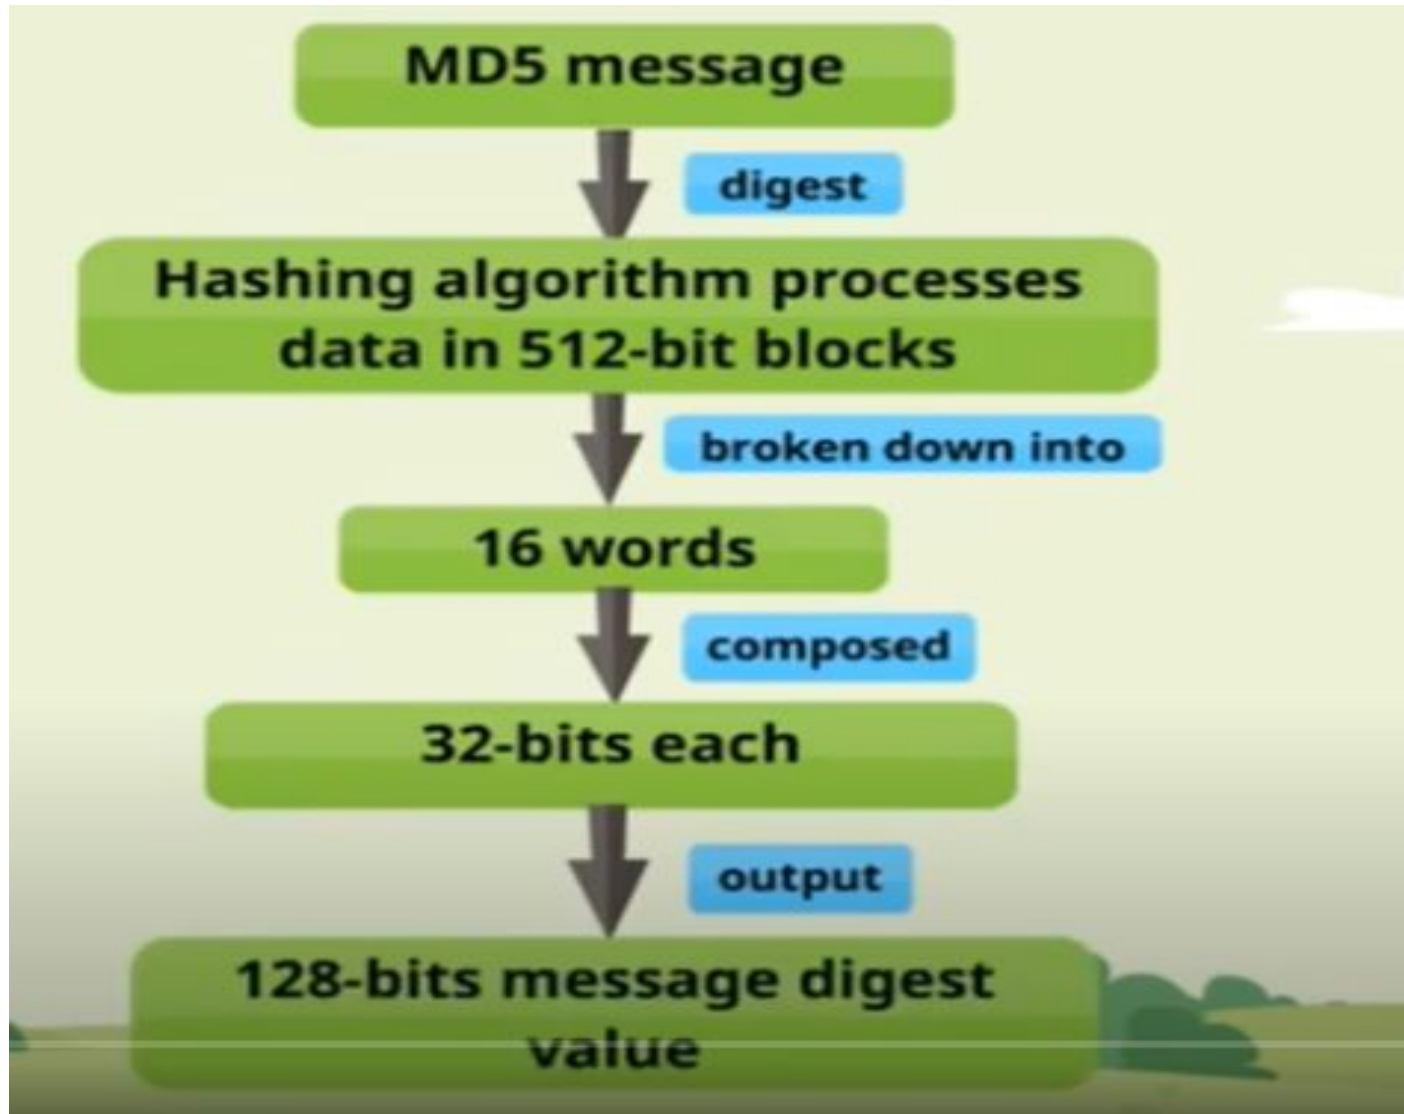 MD5 message
digest
Hashing algorithm processes
data in 512-bit blocks
broken down into
16 words
composed
32-bits each
output
128-bits message digest
value